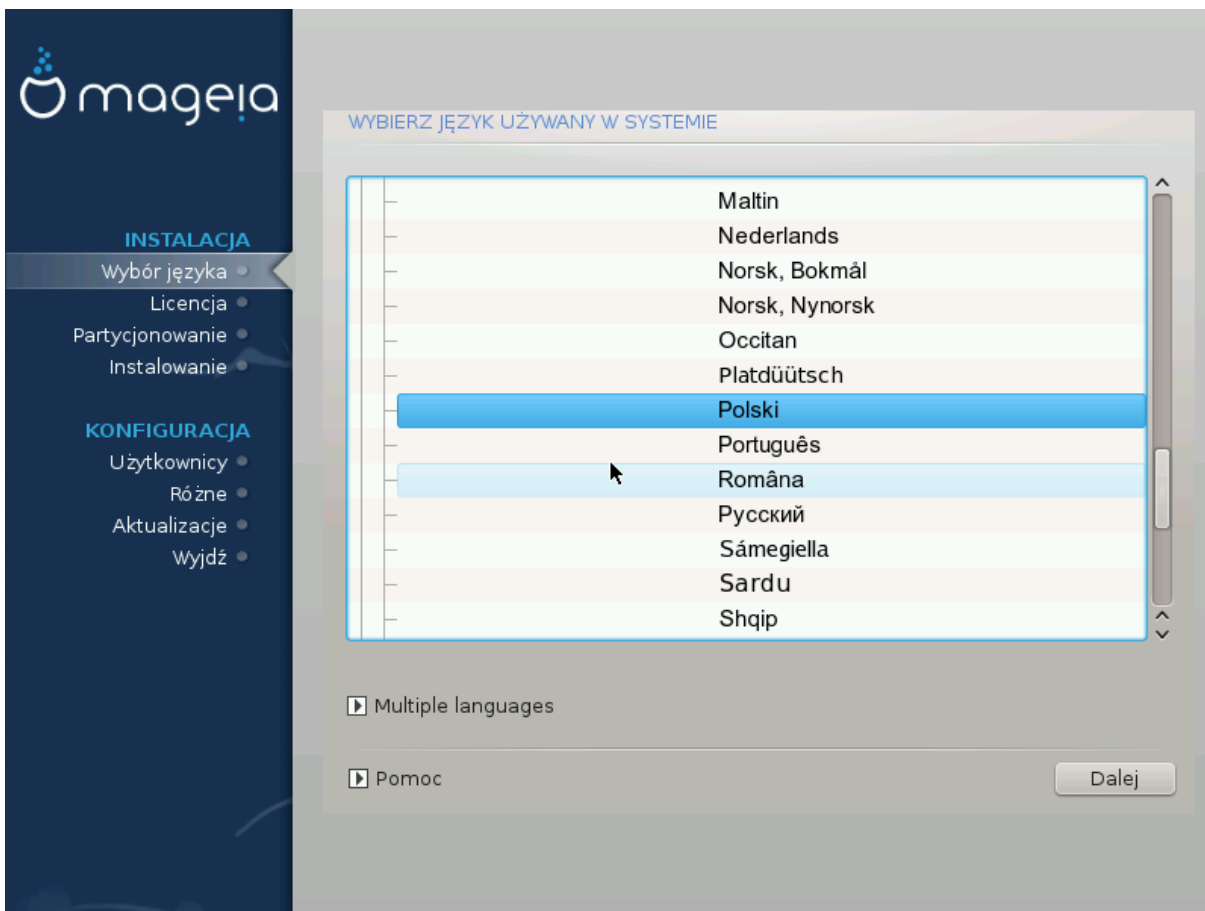 mageia
INSTALACJA
Wybór języka
Licencja
Partycjonowanie
Instalowanie
KONFIGURACJA
Użytkownicy
Różne
Aktualizacje
Wyjdź
WYBIERZ JĘZYK UŻYWANY W SYSTEMIE
Maltin
Nederlands
Norsk, Bokmål
Norsk, Nynorsk
Occitan
Platdüütsch
Polski
Português
Româna
Русский
Sámegiella
Sardu
Shqip
Multiple languages
Pomoc
Dalej